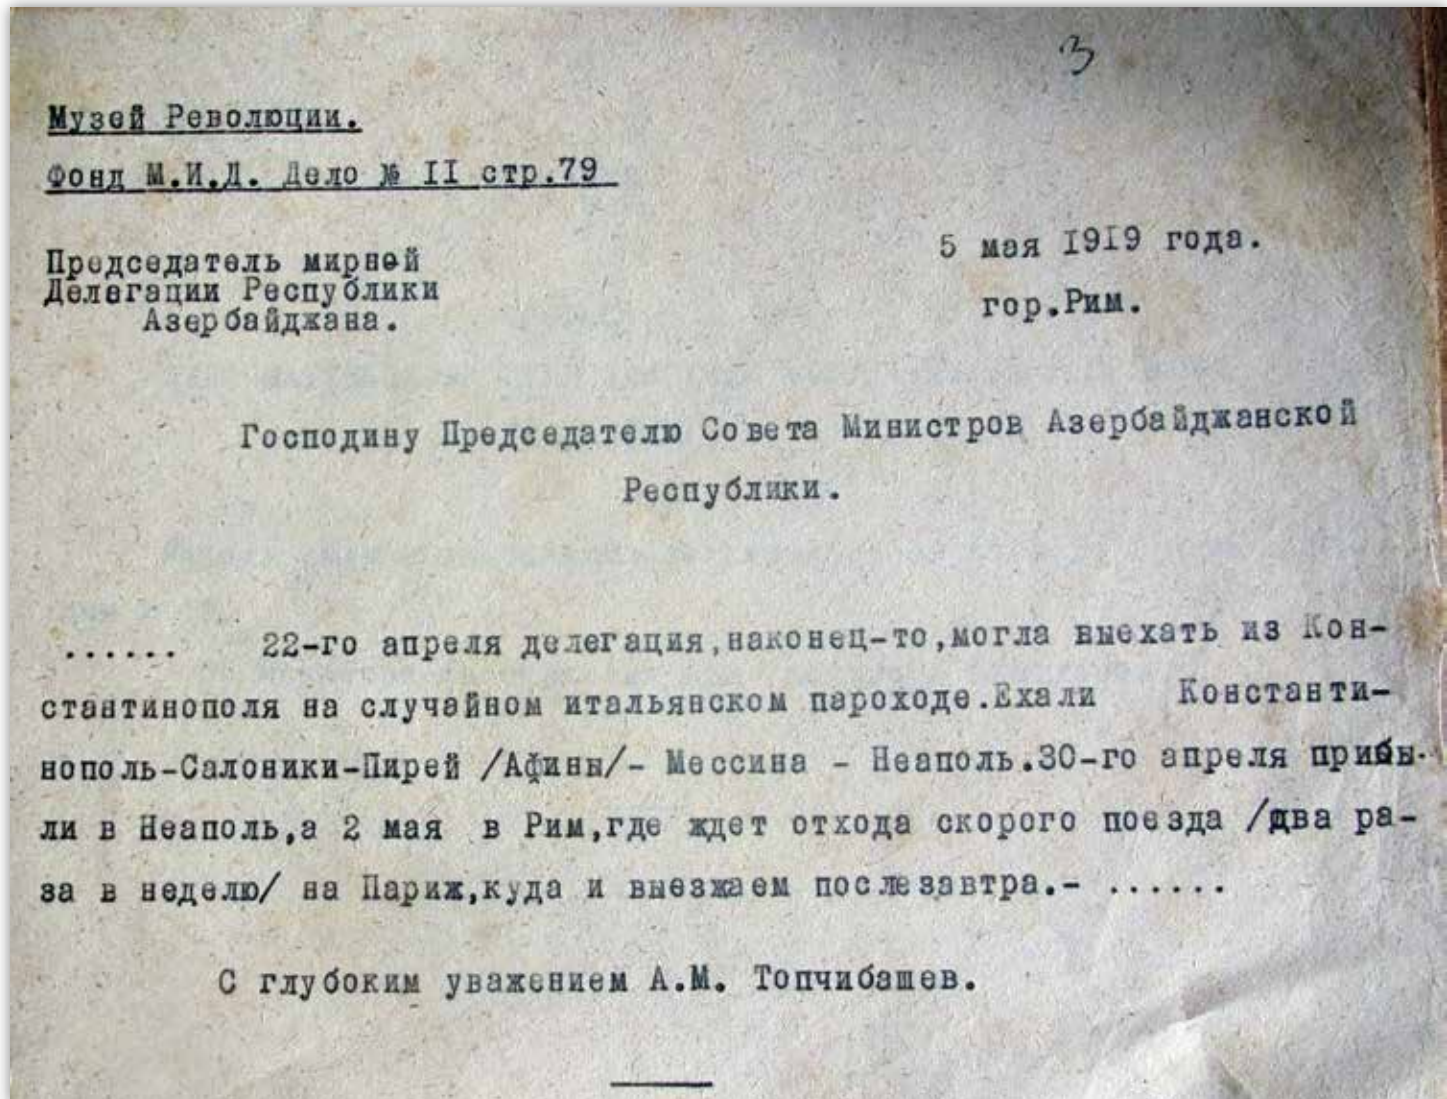 3
Музей Революции.
Фонд М.И.Д. Дело № II стр.79
Председатель мирной
Делегации Республики
Азербайджана.
5 мая I9I9 года.
гор.Рим.
Господину Председателю Совета Министров Азербайджанской
Республики.
...... 22-го апреля делегация,наконец-то,могла выехать из Кон-
стантинополя на случайном итальянском пароходе.Ехали Константи-
нополь-Салоники-Пирей /Афины/- Мессина - Неаполь.30-го апреля прибы-
ли в Неаполь,а 2 мая в Рим,где ждет отхода скорого поезда /два ра-
за в неделю/ на Париж,куда и выезжаем послезавтра.- ......
С глубоким уважением А.М. Топчибашев.